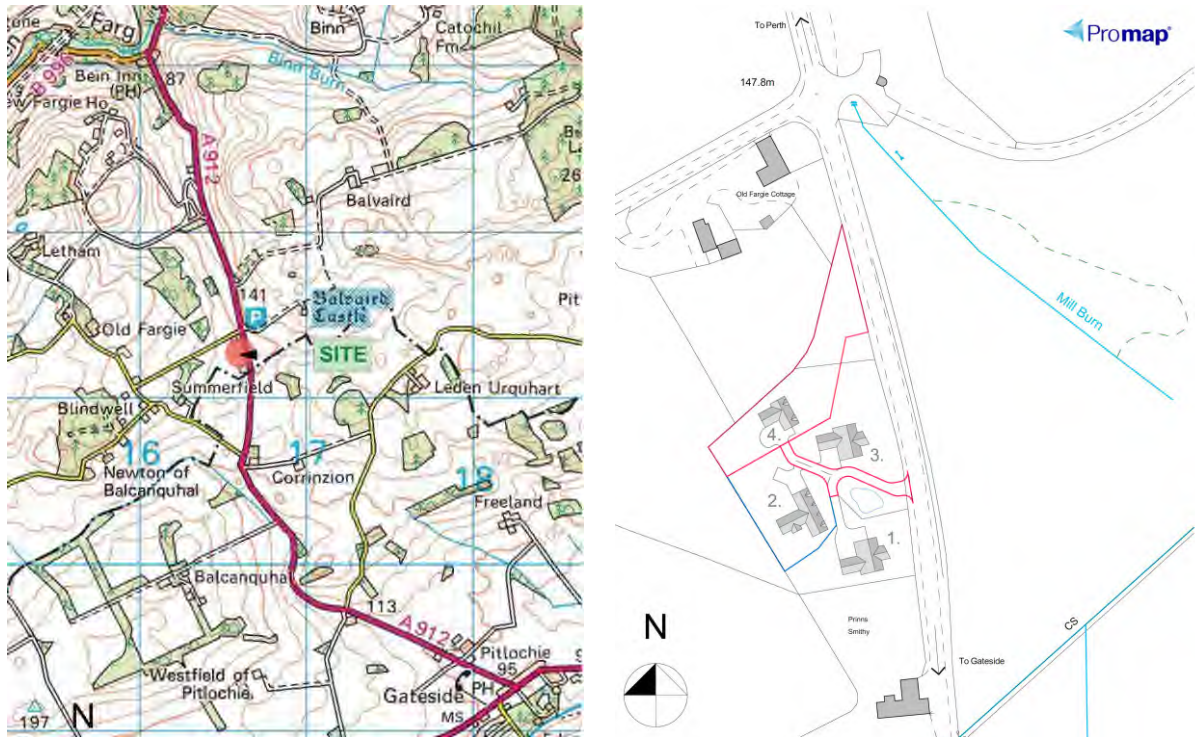 Farg
Binn
Catochil
Fm
Binn Burn
Bein Inn
(PH)
87
B 996
ew Fargie Ho
A 912
26
Balvaird
Letham
141
P
Balvaird
Castle
Pit
Old Fargie
SITE
Summerfield
Leden Urquhart
Blindwell
16
17
18
Newton of
Balcanquhal
Corrinzion
Freeland
Balcanquhal
113
A 912
Pitlochie
95
Westfield of
Pitlochie
Gateside
PH
MS
197
N
To Perth
Promap
147.8m
Old Fargie Cottage
Mill Burn
4.
3.
2.
1.
N
Prinns
Smithy
CS
To Gateside